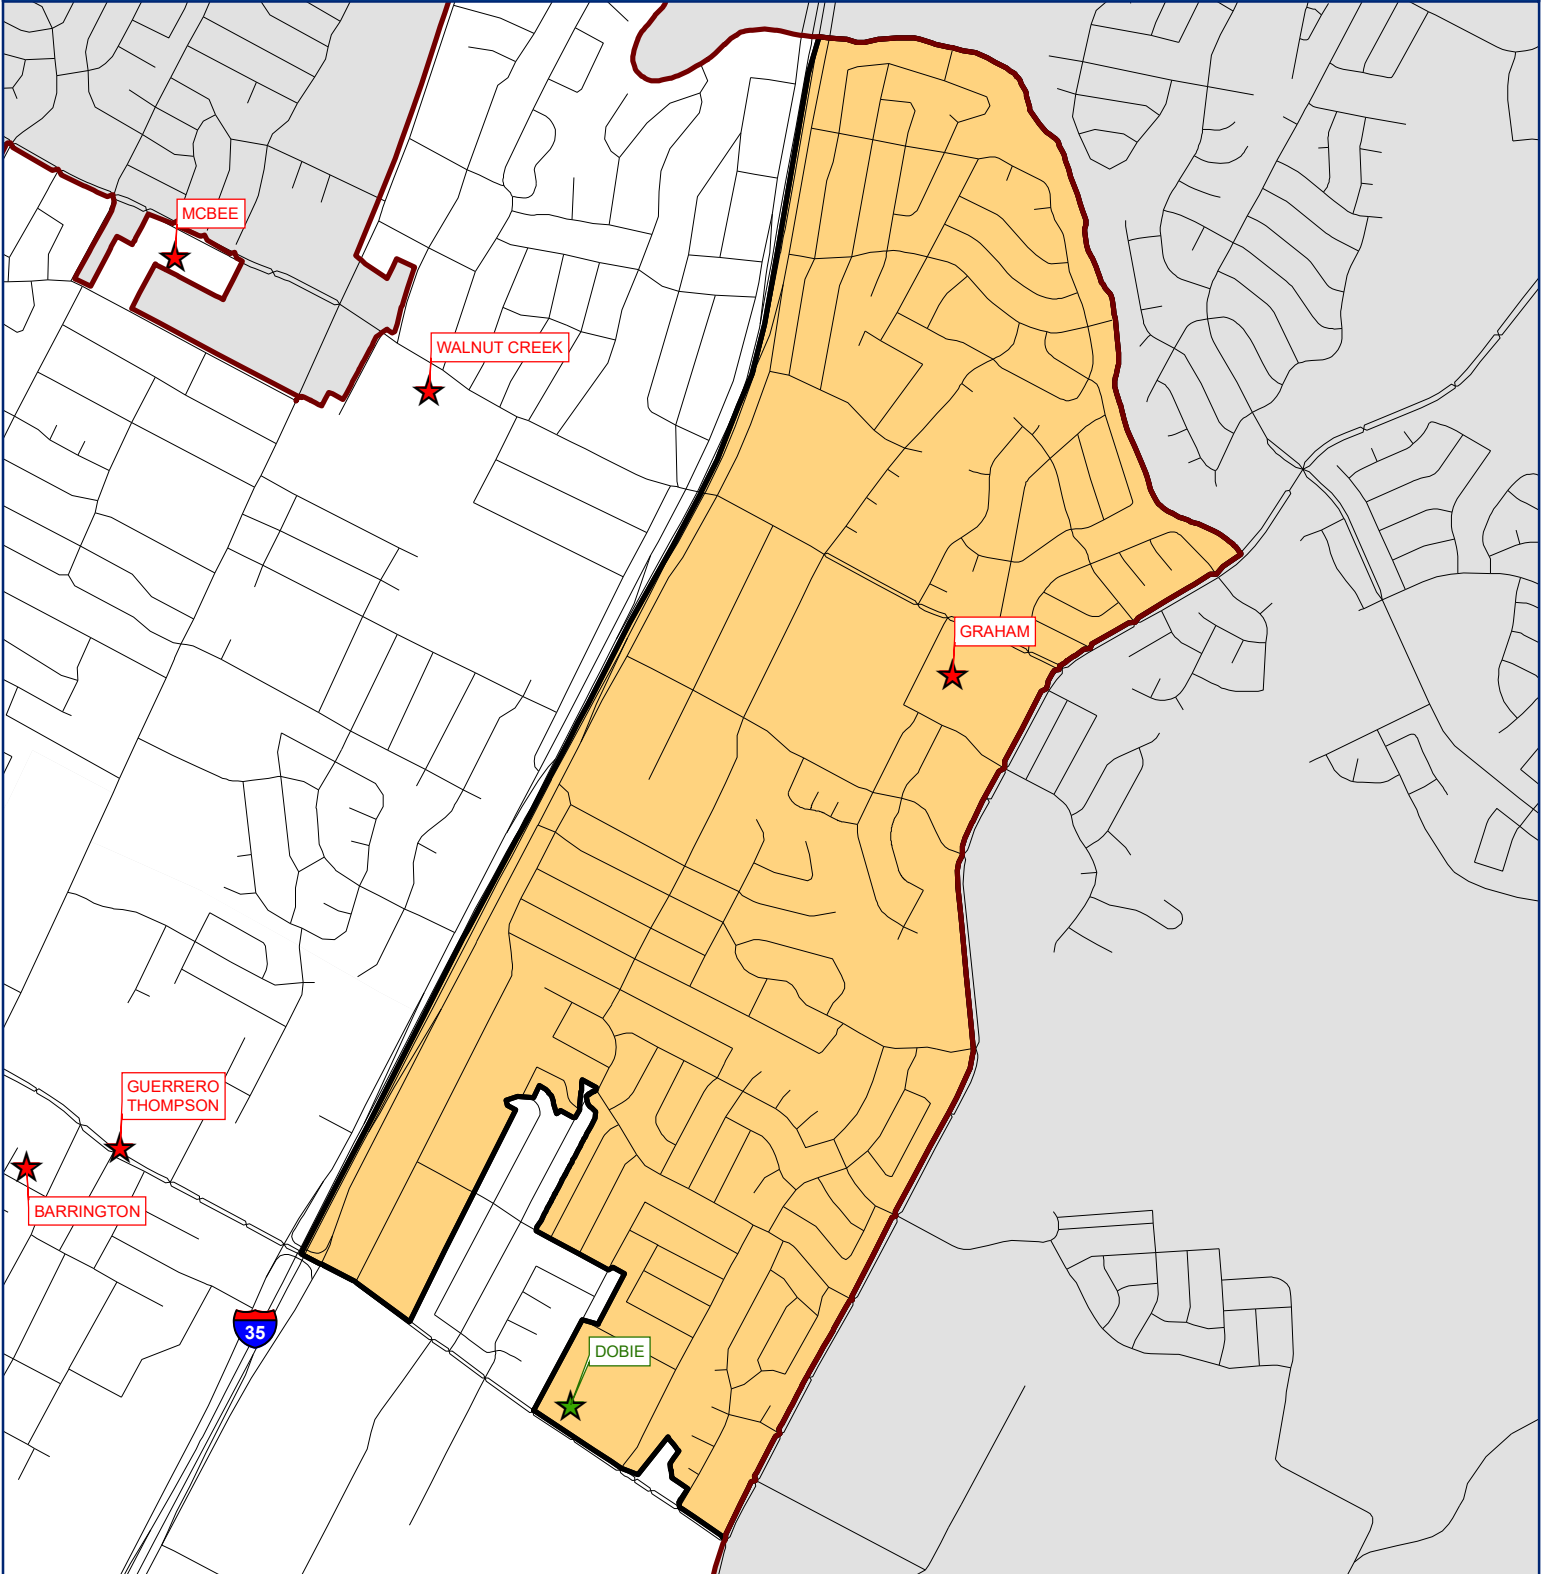 MCBEE
WALNUT CREEK
GRAHAM
GUERRERO
THOMPSON
BARRINGTON
35
DOBIE